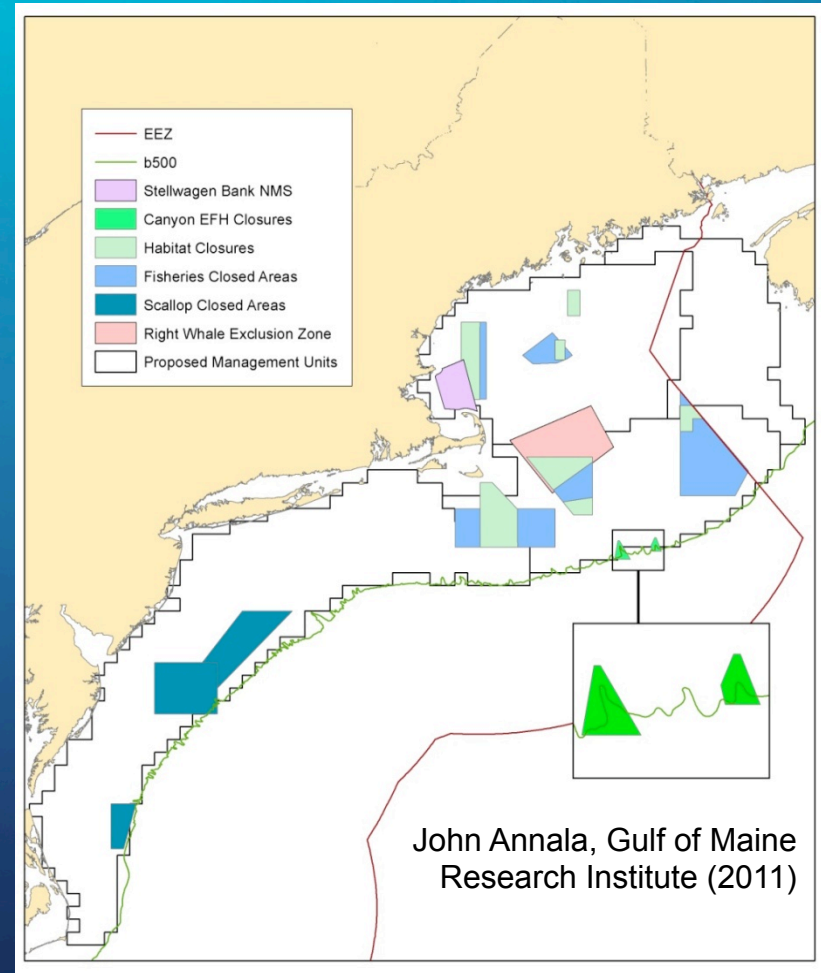 EEZ
b500
Stellwagen Bank NMS
Canyon EFH Closures
Habitat Closures
Fisheries Closed Areas
Scallop Closed Areas
Right Whale Exclusion Zone
Proposed Management Units
John Annala, Gulf of Maine
Research Institute (2011)